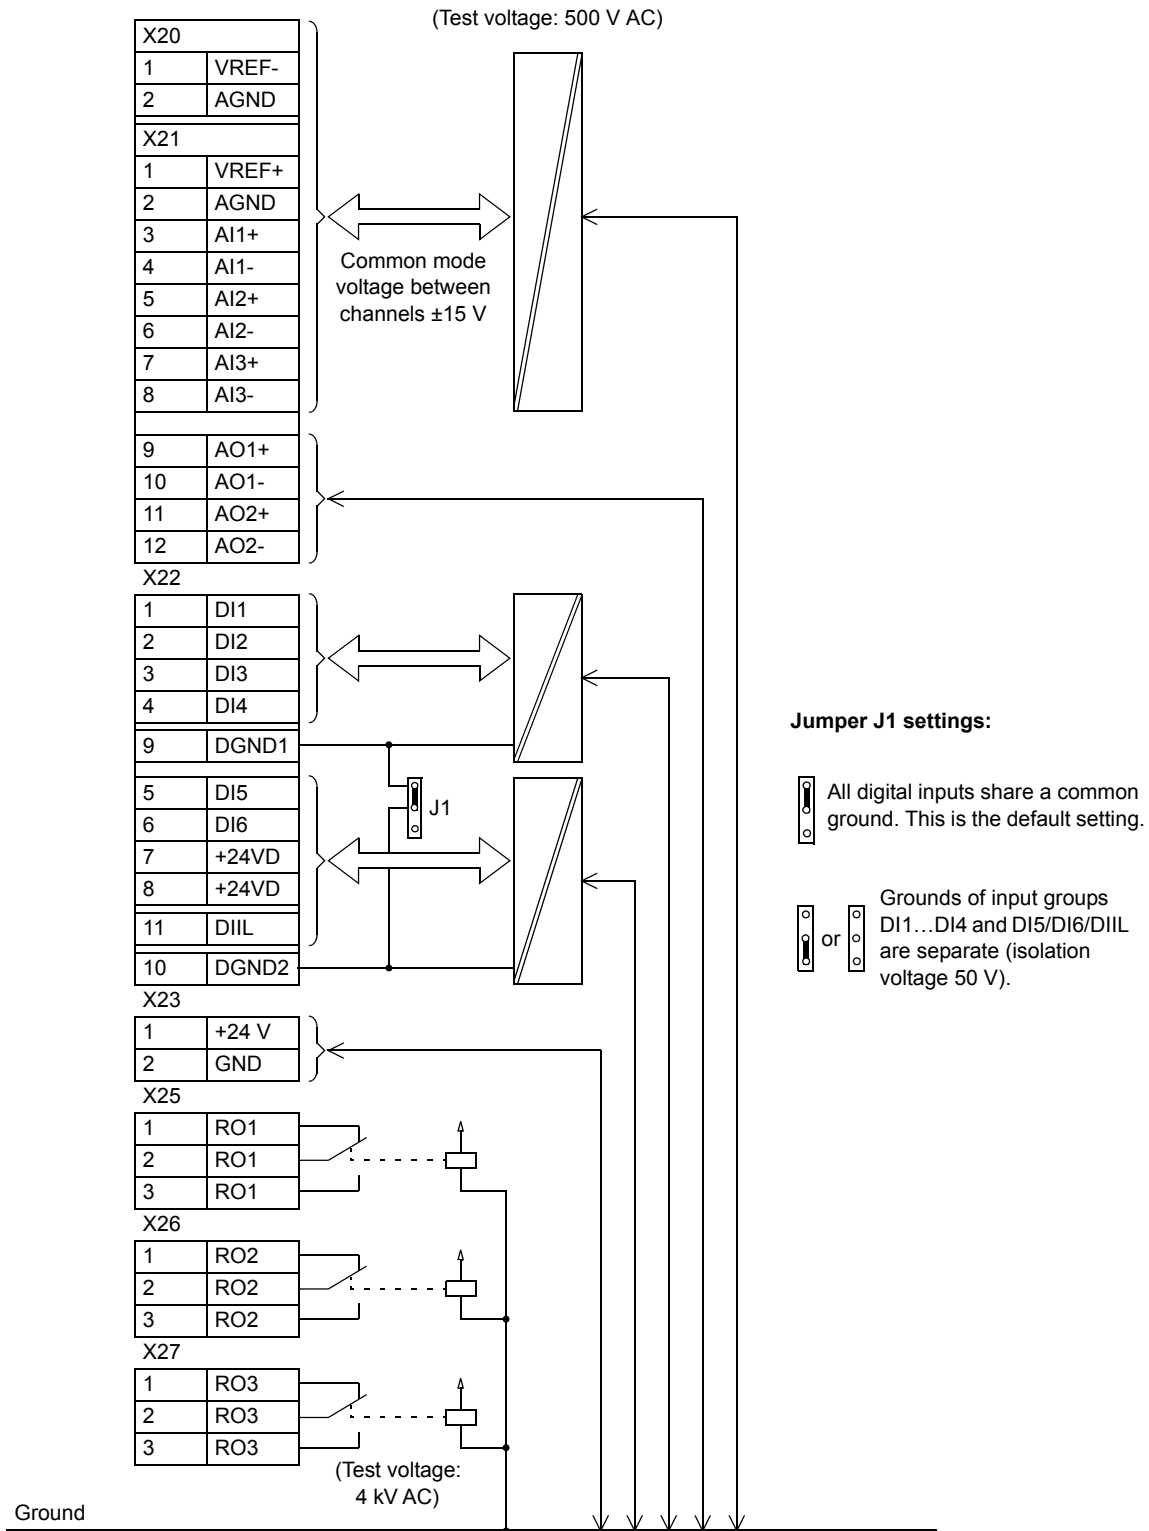 (Test voltage: 500 V AC)
X20
1 VREF-
2 AGND
X21
1 VREF+
2 AGND
3 AI1+
4 AI1-
5 AI2+
6 AI2-
7 AI3+
8 AI3-
Common mode
voltage between
channels ±15 V
9 AO1+
10 AO1-
11 AO2+
12 AO2-
X22
1 DI1
2 DI2
3 DI3
4 DI4
9 DGND1
5 DI5
6 DI6
7 +24VD
8 +24VD
11 DIIL
10 DGND2
J1
Jumper J1 settings:
All digital inputs share a common
ground. This is the default setting.
or
Grounds of input groups
DI1…DI4 and DI5/DI6/DIIL
are separate (isolation
voltage 50 V).
X23
1 +24 V
2 GND
X25
1 RO1
2 RO1
3 RO1
X26
1 RO2
2 RO2
3 RO2
X27
1 RO3
2 RO3
3 RO3
(Test voltage:
4 kV AC)
Ground